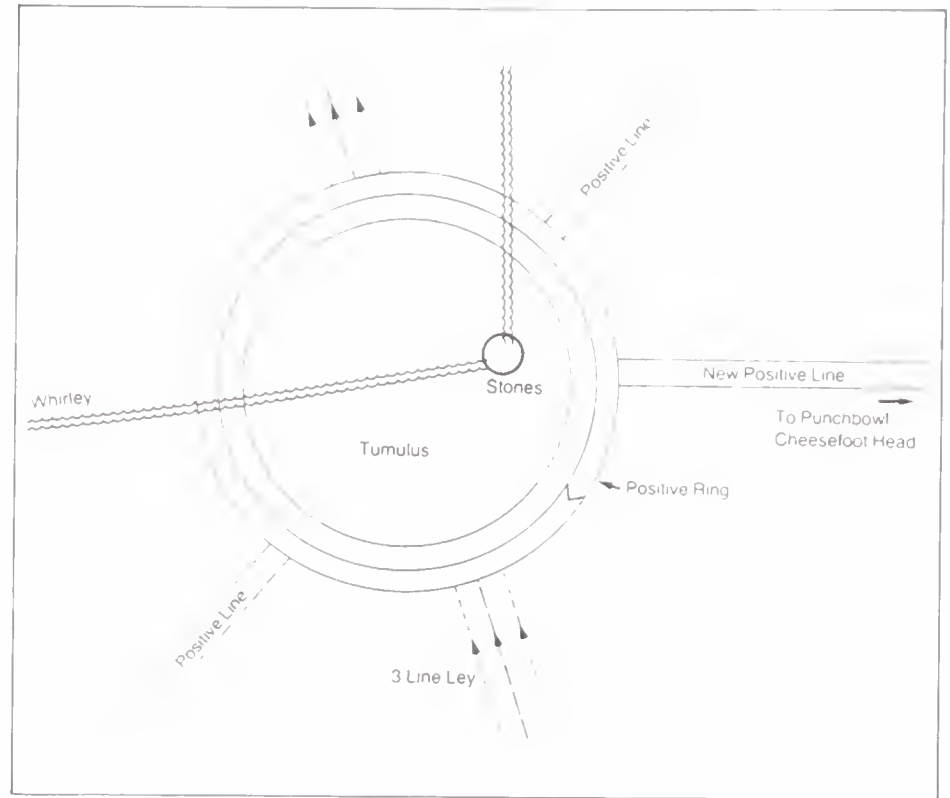 Positive Line
Whirley
Stones
New Positive Line
To Punchbowl
Cheesefoot Head
Tumulus
Positive Ring
Positive Line
3 Line Ley